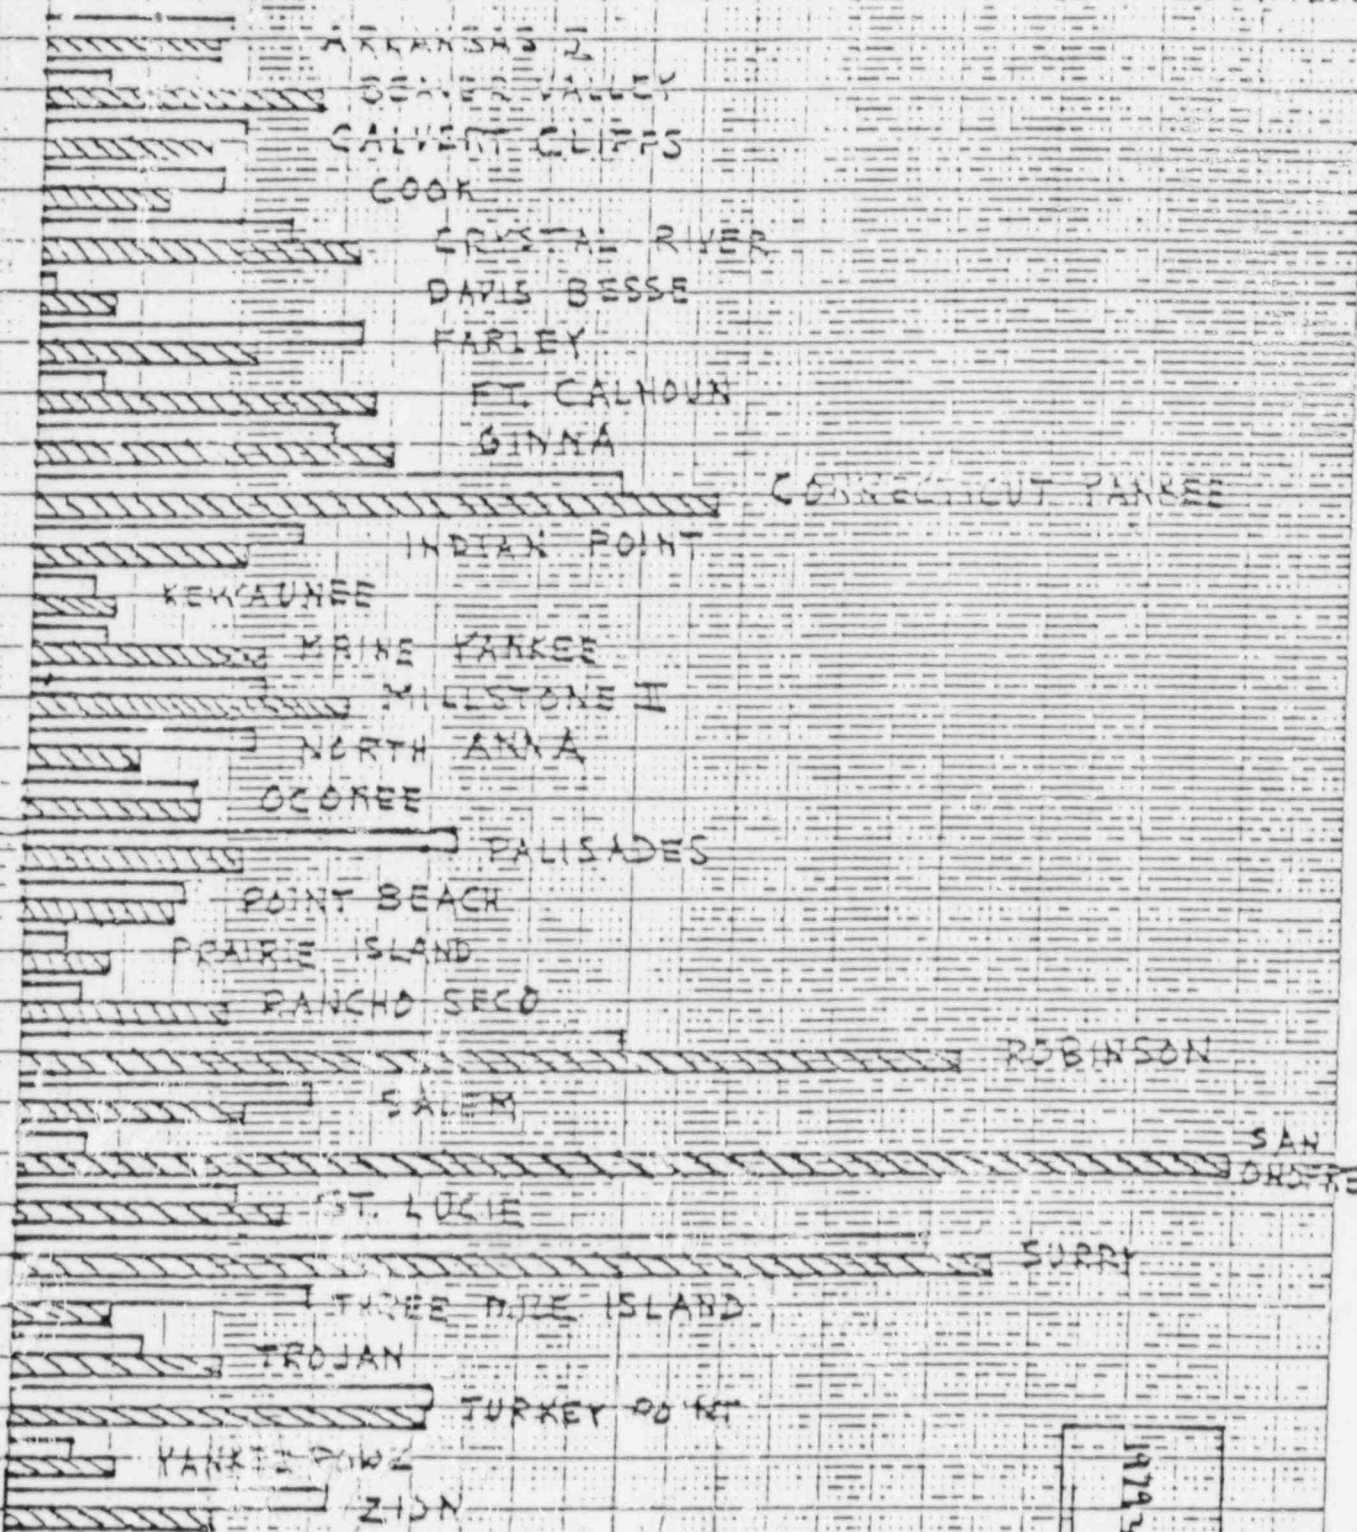 ARKANSAS 2
BEAVER VALLEY
CALVERT CLIFFS
COOK
CRYSTAL RIVER
DAVIS BESSE
FARLEY
FT. CALHOUN
GINNA
CONNECTICUT YANKEE
INDIAN POINT
KEWAUNEE
MAINE YANKEE
MILLSTONE II
NORTH ANNA
OCONEE
PALISADES
POINT BEACH
PRAIRIE ISLAND
RANCHO SECO
ROBINSON
SALEM
SAN
ONOFRE
ST. LUCIE
SURRY
THREE MILE ISLAND
TROJAN
TURKEY POINT
YANKEE ROWE
ZION
1979